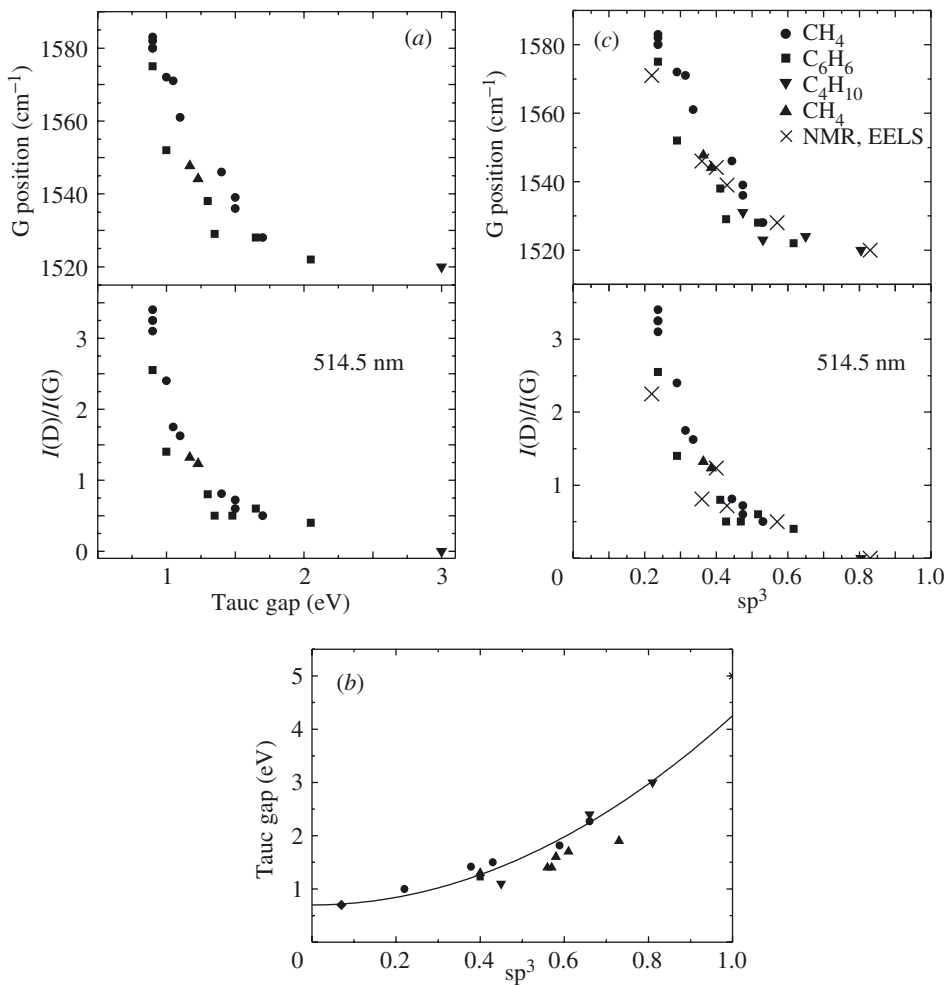 (a)
G position (cm⁻¹)
1580
1560
1540
1520
514.5 nm
I(D)/I(G)
3
2
1
0
1 2 3
Tauc gap (eV)
(c)
CH₄
C₆H₆
C₄H₁₀
CH₄
NMR, EELS
G position (cm⁻¹)
1580
1560
1540
1520
514.5 nm
I(D)/I(G)
3
2
1
0
0.2 0.4 0.6 0.8 1.0
sp³
(b)
Tauc gap (eV)
5
4
3
2
1
0
0.2 0.4 0.6 0.8 1.0
sp³